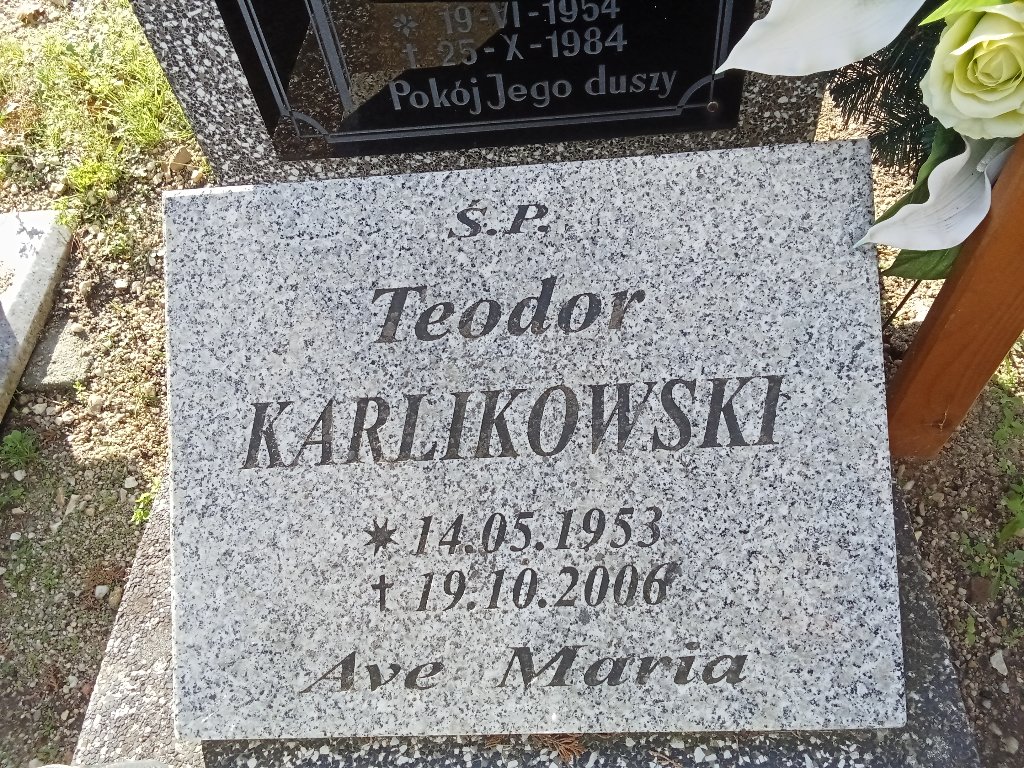 * 19-VI-1954
† 25-X-1984
Pokój Jego duszy
Ś.P.
Teodor
KARLIKOWSKI
* 14.05.1953
† 19.10.2006
Ave Maria